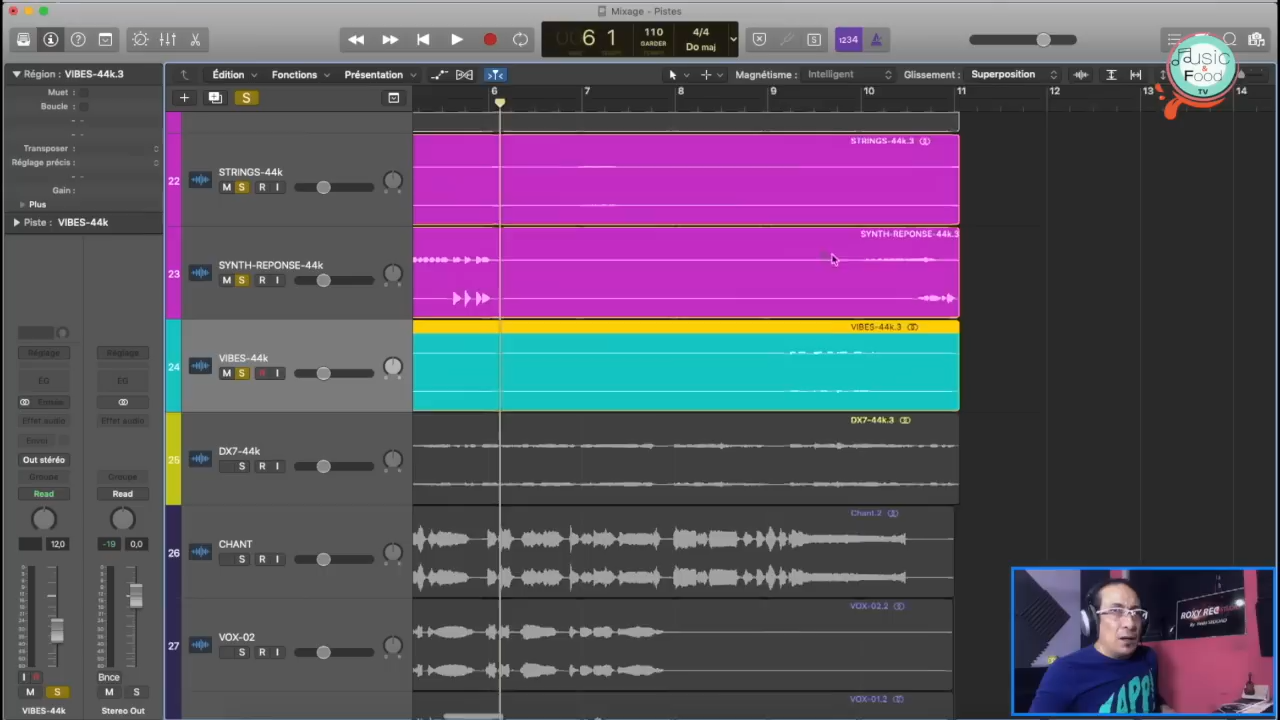 Mixage - Pistes
6 1
110
GARDER
TEMPO
4/4
Do maj
1234
Music
& Food
TV
Région: VIBES-44k.3
Muet :
Boucle :
Transposer :
Réglage précis :
Gain :
Plus
Piste : VIBES-44k
Édition
Fonctions
Présentation
Magnétisme :
Intelligent
Glissement :
Superposition
S
6
7
8
9
10
11
12
13
14
22
STRINGS-44k
M S R I
STRINGS-44k.3
23
SYNTH-REPONSE-44k
M S R I
SYNTH-REPONSE-44k.3
24
VIBES-44k
M S R I
VIBES-44k.3
25
DX7-44k
S R I
DX7-44k.3
26
CHANT
S R I
Chant.2
27
VOX-02
S R I
VOX-02.2
VOX-01.2
Réglage
Réglage
ÉQ
EQ
Entrée
Effet audio
Effet audio
Envoi
Out stéréo
Groupe
Groupe
Read
Read
12,0
-19
0,0
I R
Bnce
M S
M S
VIBES-44k
Stereo Out